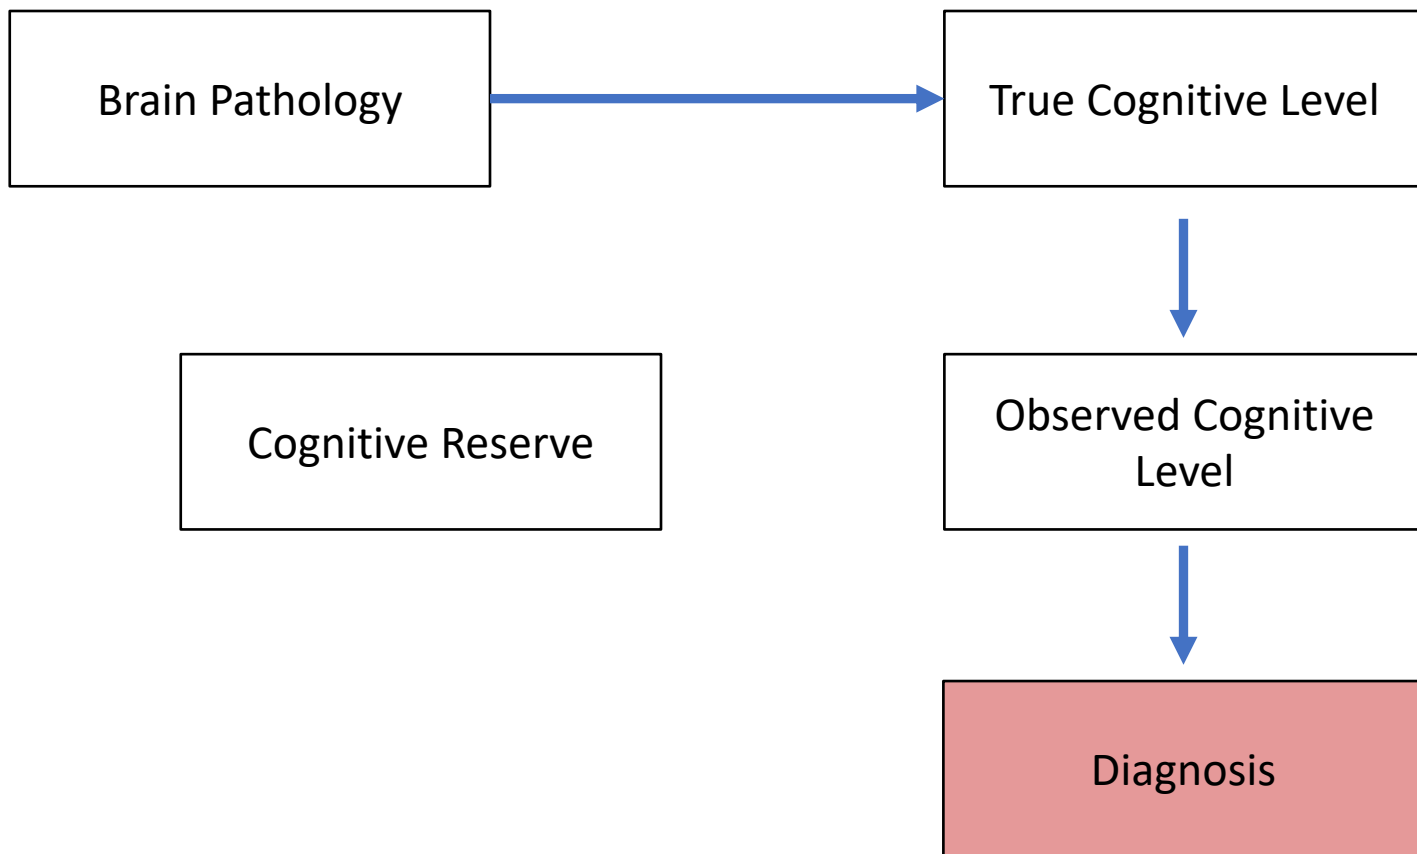 Brain Pathology
True Cognitive Level
Cognitive Reserve
Observed Cognitive
Level
Diagnosis